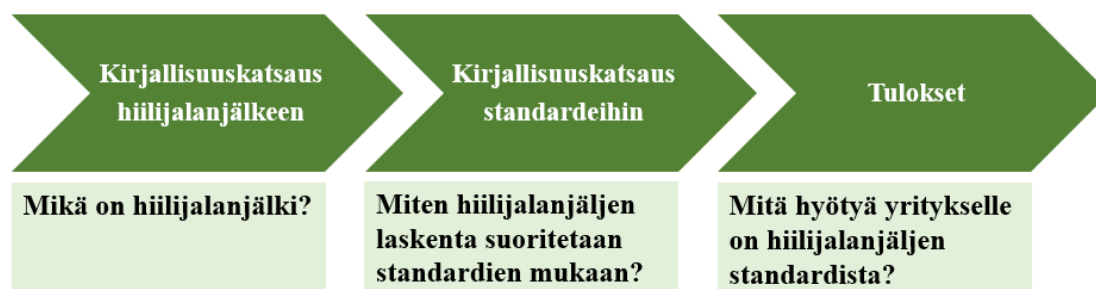 Kirjallisuuskatsaus
hiilijalanjälkeen
Kirjallisuuskatsaus
standardeihin
Tulokset
Mikä on hiilijalanjälki?
Miten hiilijalanjäljen
laskenta suoritetaan
standardien mukaan?
Mitä hyötyä yritykselle
on hiilijalanjäljen
standardista?